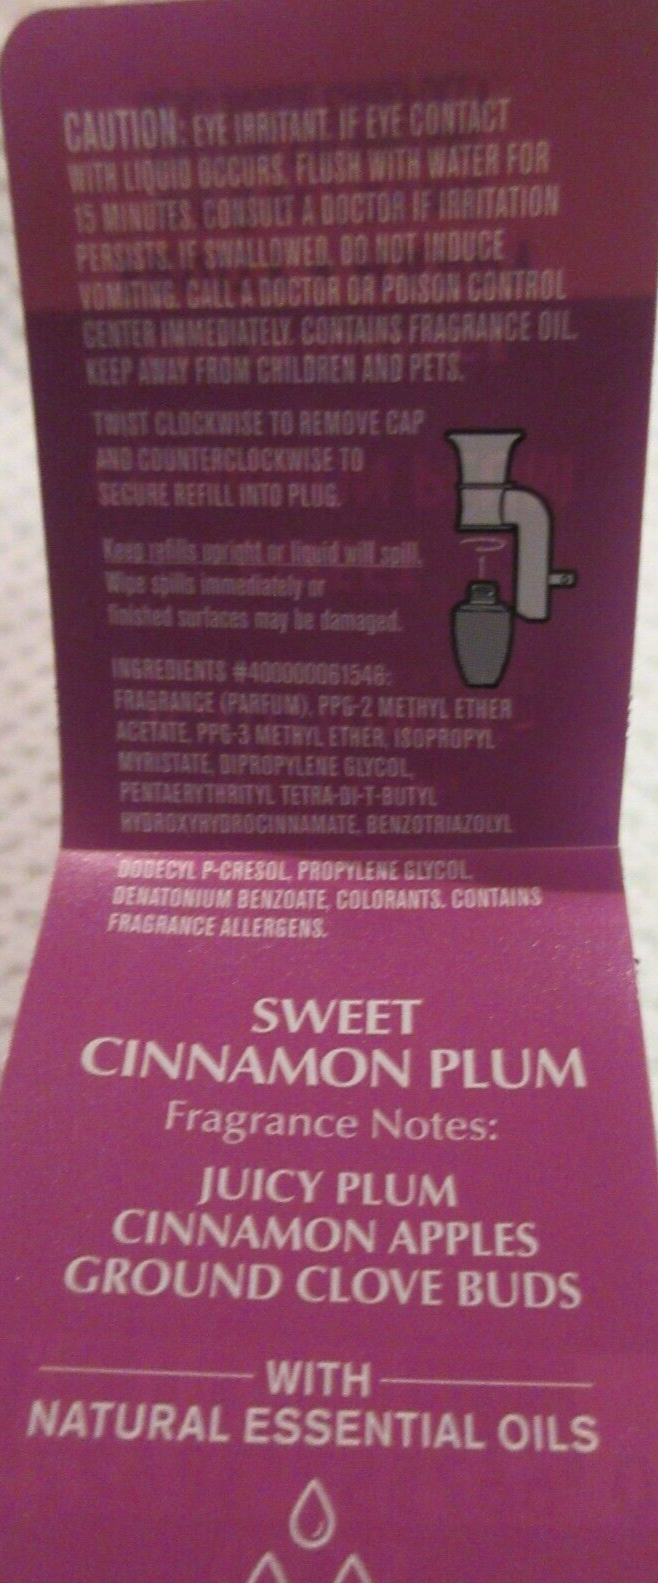 CAUTION: EYE IRRITANT. IF EYE CONTACT
WITH LIQUID OCCURS, FLUSH WITH WATER FOR
15 MINUTES. CONSULT A DOCTOR IF IRRITATION
PERSISTS. IF SWALLOWED, DO NOT INDUCE
VOMITING. CALL A DOCTOR OR POISON CONTROL
CENTER IMMEDIATELY. CONTAINS FRAGRANCE OIL.
KEEP AWAY FROM CHILDREN AND PETS.
TWIST CLOCKWISE TO REMOVE CAP
AND COUNTERCLOCKWISE TO
SECURE REFILL INTO PLUG.
Keep refills upright or liquid will spill.
Wipe spills immediately or
finished surfaces may be damaged.
INGREDIENTS #400000061546:
FRAGRANCE (PARFUM), PPG-2 METHYL ETHER
ACETATE, PPG-3 METHYL ETHER, ISOPROPYL
MYRISTATE, DIPROPYLENE GLYCOL,
PENTAERYTHRITYL TETRA-DI-T-BUTYL
HYDROXYHYDROCINNAMATE, BENZOTRIAZOLYL
DODECYL P-CRESOL, PROPYLENE GLYCOL,
DENATONIUM BENZOATE, COLORANTS. CONTAINS
FRAGRANCE ALLERGENS.
SWEET
CINNAMON PLUM
Fragrance Notes:
JUICY PLUM
CINNAMON APPLES
GROUND CLOVE BUDS
WITH
NATURAL ESSENTIAL OILS